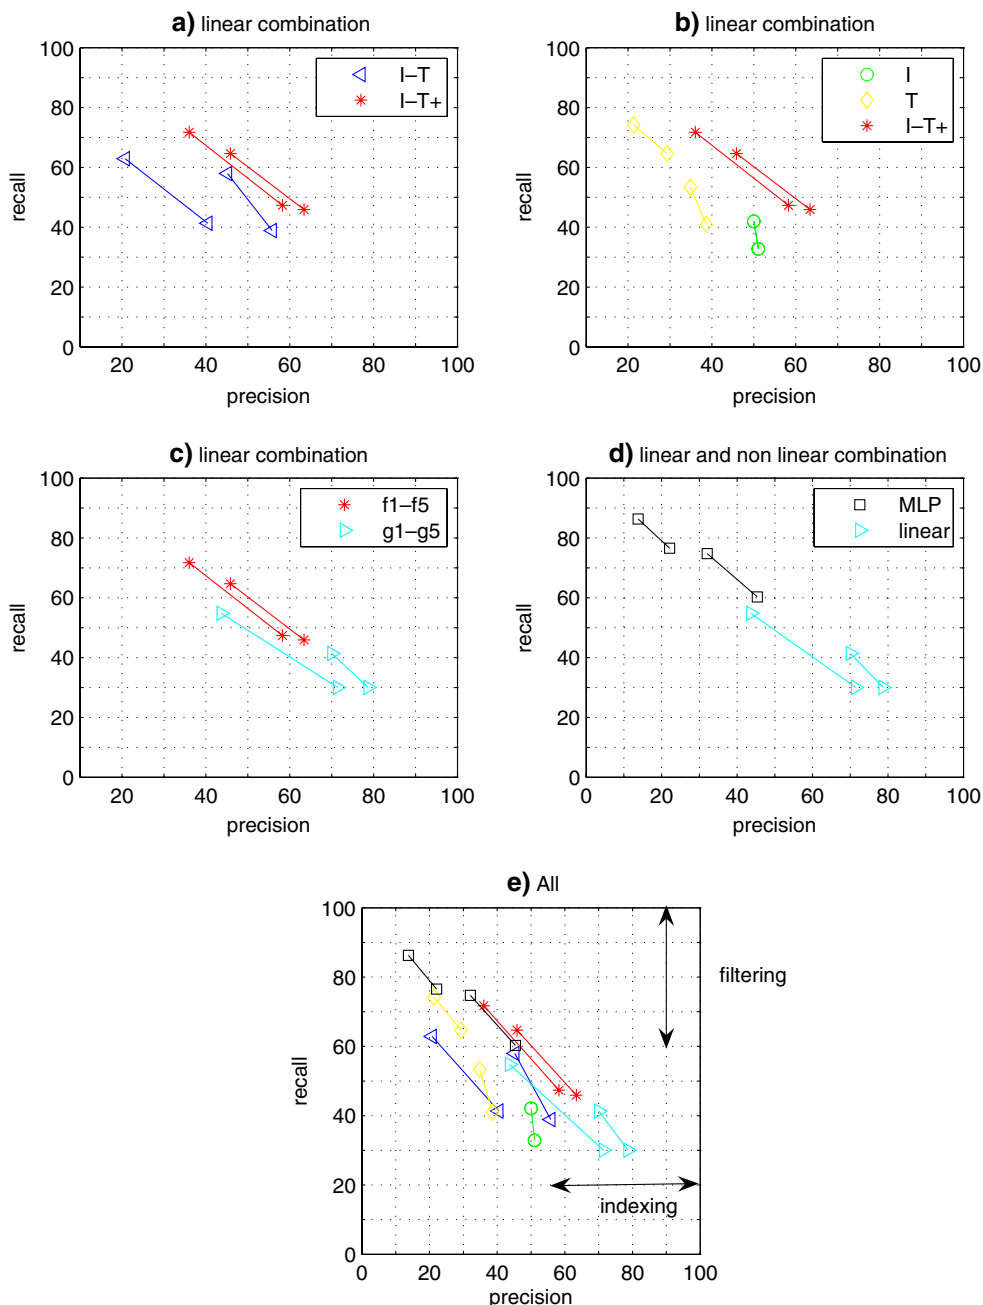 a) linear combination
100
80
60
40
20
0
20
40
60
80
100
recall
precision
I–T
I–T+
b) linear combination
100
80
60
40
20
0
20
40
60
80
100
recall
precision
I
T
I–T+
c) linear combination
100
80
60
40
20
0
20
40
60
80
100
recall
precision
f1–f5
g1–g5
d) linear and non linear combination
100
80
60
40
20
0
0
20
40
60
80
100
recall
precision
MLP
linear
e) All
100
80
60
40
20
0
0
20
40
60
80
100
recall
precision
filtering
indexing